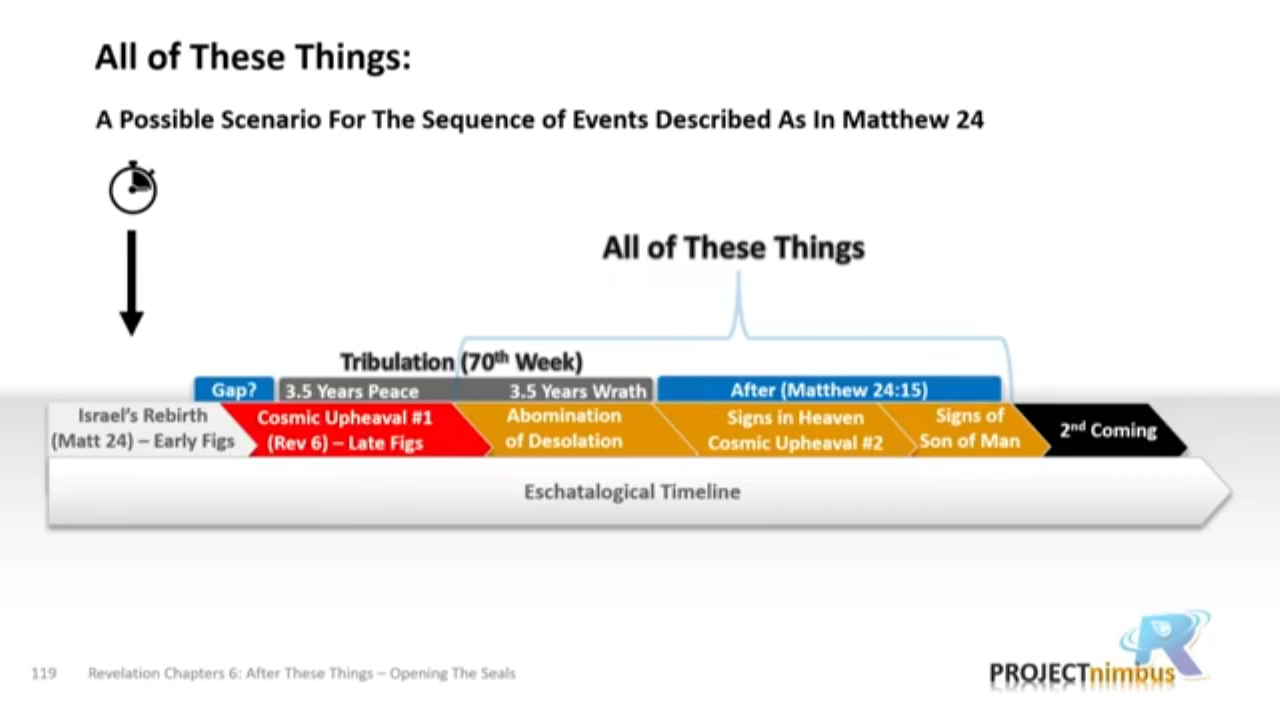 All of These Things:
A Possible Scenario For The Sequence of Events Described As In Matthew 24
All of These Things
Tribulation (70th Week)
Gap?
3.5 Years Peace
3.5 Years Wrath
After (Matthew 24:15)
Israel's Rebirth
(Matt 24) – Early Figs
Cosmic Upheaval #1
(Rev 6) – Late Figs
Abomination
of Desolation
Signs in Heaven
Cosmic Upheaval #2
Signs of
Son of Man
2nd Coming
Eschatalogical Timeline
119 Revelation Chapters 6: After These Things – Opening The Seals
R
PROJECTnimbus